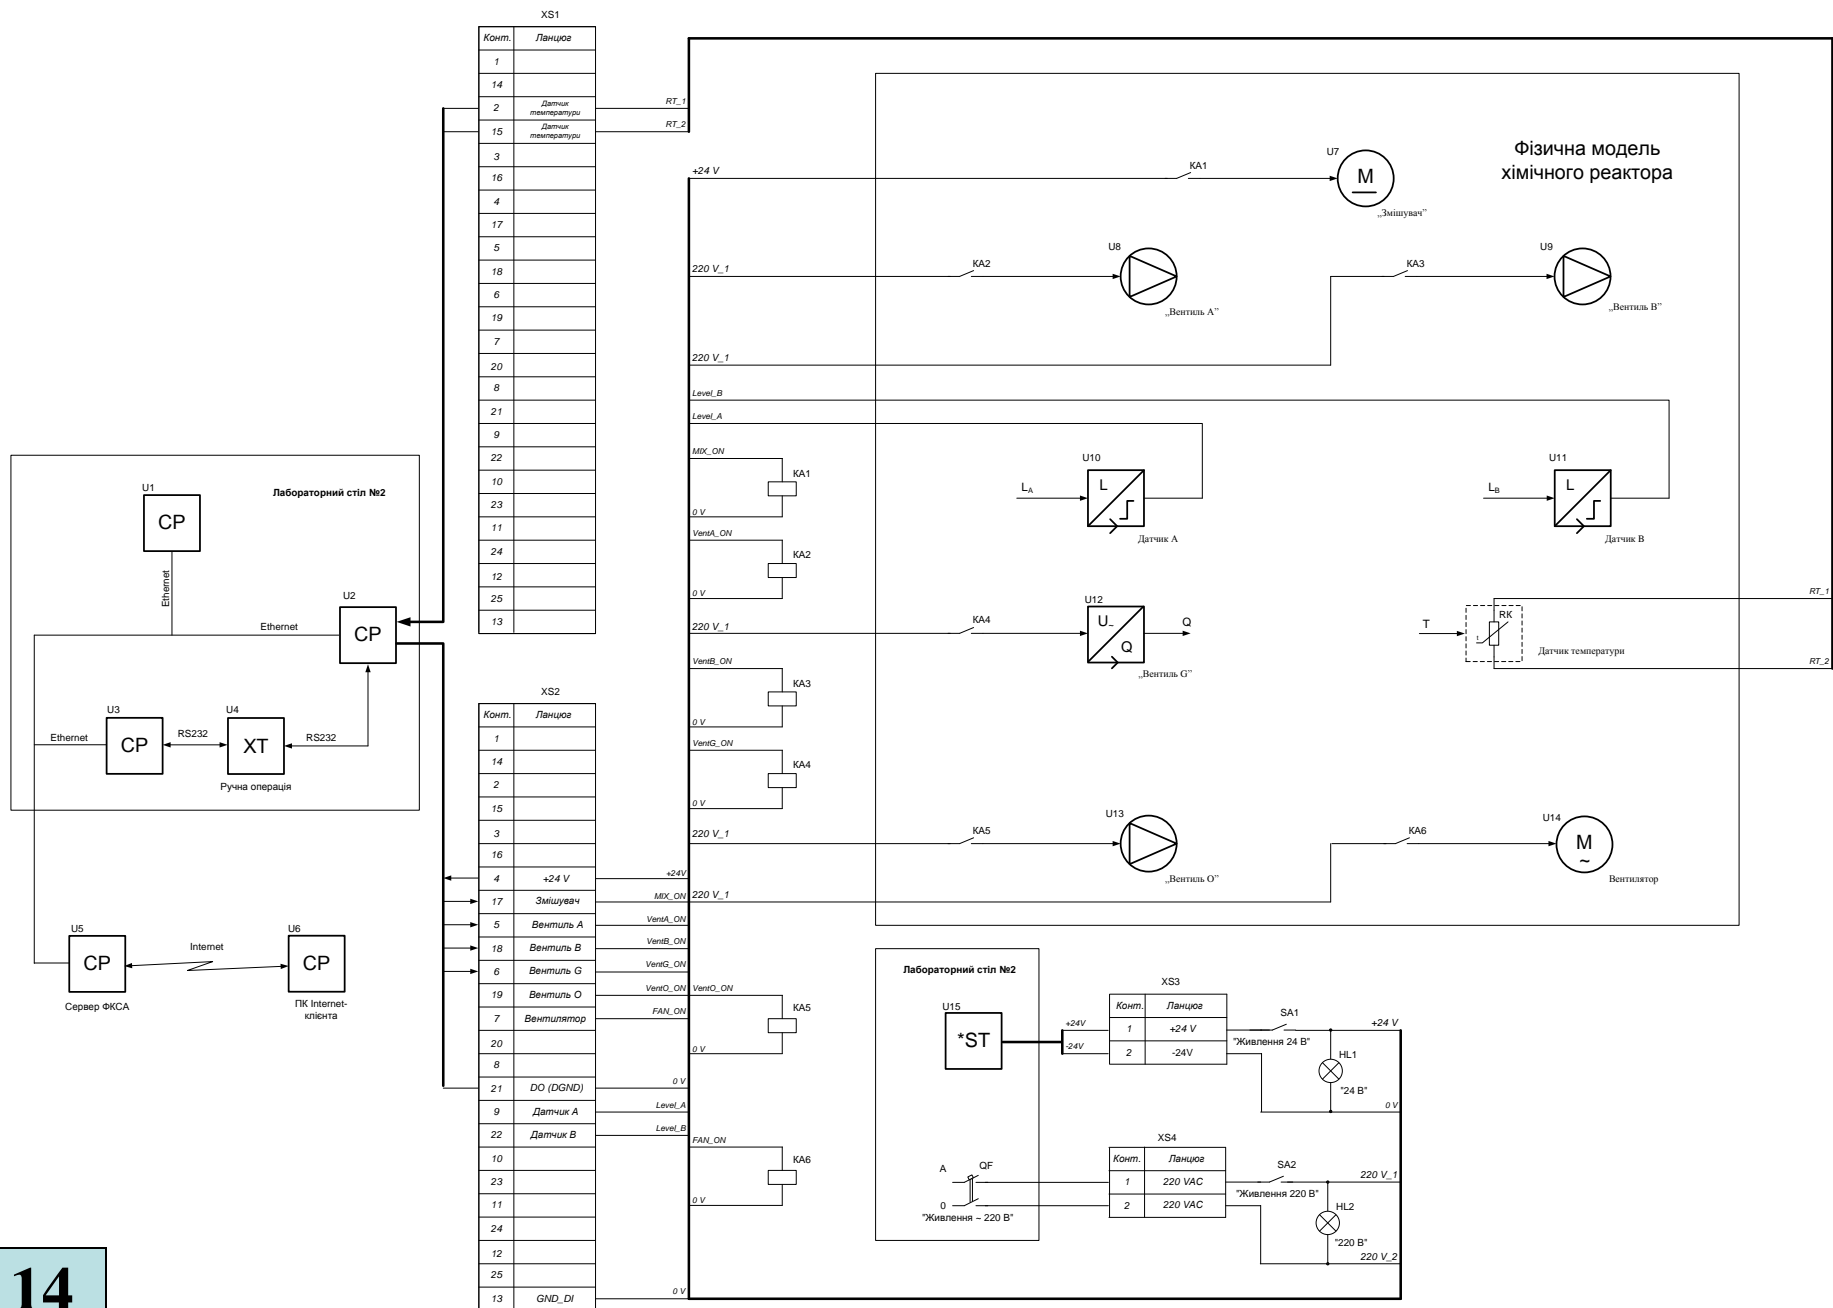 XS1
Конт. Ланцюг
1
14
2 Датчик температури RT_1
15 Датчик температури RT_2
3
16
4
17
5
18
6
19
7
20
8
21
9
22
10
23
11
24
12
25
13
Фізична модель
хімічного реактора
+24 V
KA1
U7
M
„Змішувач”
220 V_1
KA2
U8
„Вентиль А”
KA3
U9
„Вентиль В”
220 V_1
Level_B
Level_A
MIX_ON
KA1
0 V
U10
LA
L
Датчик А
U11
LB
L
Датчик В
VentA_ON
KA2
0 V
220 V_1
KA4
U12
U~
Q
Q
„Вентиль G”
T
RK
t
Датчик температури
RT_1
RT_2
VentB_ON
KA3
0 V
VentG_ON
KA4
0 V
220 V_1
KA5
U13
„Вентиль О”
KA6
U14
M
~
Вентилятор
220 V_1
Лабораторний стіл №2
U1
CP
Ethernet
Ethernet
U2
CP
Ethernet
U3
CP
RS232
U4
XT
RS232
Ручна операція
U5
CP
Сервер ФКСА
Internet
U6
CP
ПК Internet-
клієнта
XS2
Конт. Ланцюг
1
14
2
15
3
16
4 +24 V +24V
17 Змішувач MIX_ON
5 Вентиль А VentA_ON
18 Вентиль В VentB_ON
6 Вентиль G VentG_ON
19 Вентиль О VentO_ON
7 Вентилятор FAN_ON
20
8
21 DO (DGND) 0 V
9 Датчик А Level_A
22 Датчик В Level_B
10
23
11
24
12
25
13 GND_DI 0 V
VentO_ON
KA5
0 V
FAN_ON
KA6
0 V
Лабораторний стіл №2
U15
*ST
+24V
-24V
XS3
Конт. Ланцюг
1 +24 V
2 -24V
SA1
"Живлення 24 В"
+24 V
HL1
"24 В"
0 V
A
QF
0
"Живлення ~ 220 В"
XS4
Конт. Ланцюг
1 220 VAC
2 220 VAC
SA2
"Живлення 220 В"
220 V_1
HL2
"220 В"
220 V_2
14